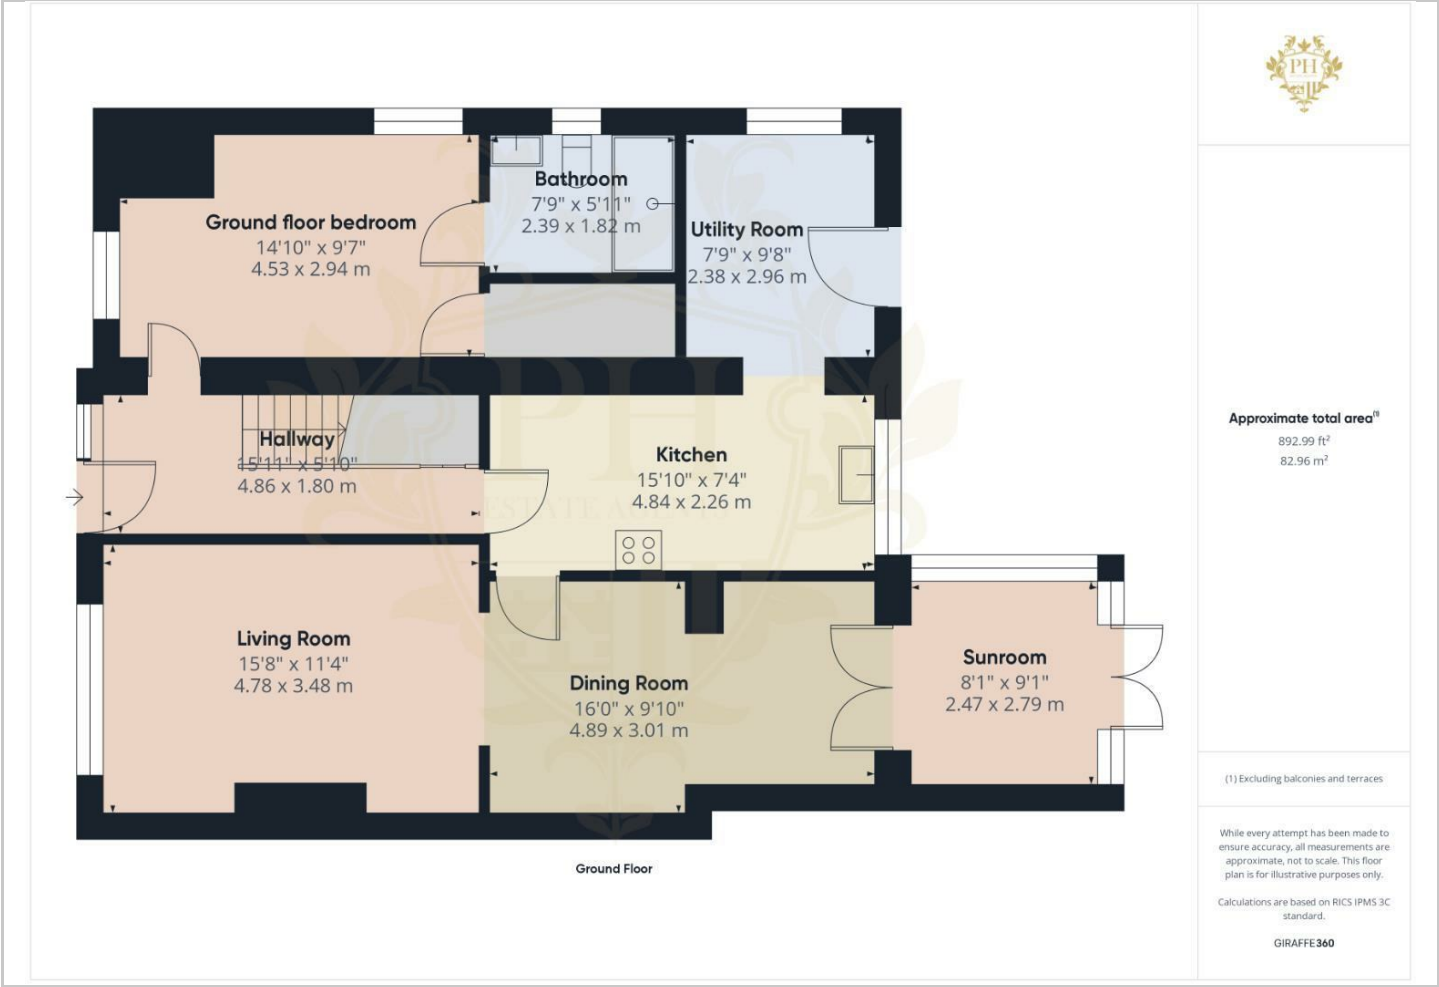 PH
Bathroom
7'9" x 5'11"
2.39 x 1.82 m
Ground floor bedroom
14'10" x 9'7"
4.53 x 2.94 m
Utility Room
7'9" x 9'8"
2.38 x 2.96 m
PH
ESTATE AGENTS
Hallway
15'11" x 5'10"
4.86 x 1.80 m
Kitchen
15'10" x 7'4"
4.84 x 2.26 m
Living Room
15'8" x 11'4"
4.78 x 3.48 m
Dining Room
16'0" x 9'10"
4.89 x 3.01 m
Sunroom
8'1" x 9'1"
2.47 x 2.79 m
Ground Floor
Approximate total area(1)
892.99 ft²
82.96 m²
(1) Excluding balconies and terraces
While every attempt has been made to
ensure accuracy, all measurements are
approximate, not to scale. This floor
plan is for illustrative purposes only.
Calculations are based on RICS IPMS 3C
standard.
GIRAFFE360